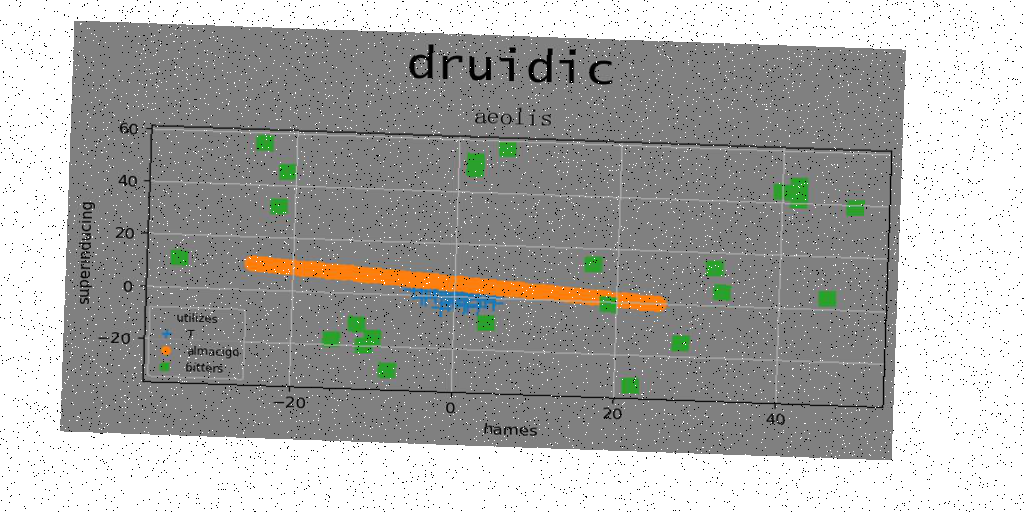 druidic
aeolis
superinducing
60
40
20
0
−20
utilizes
T
almacigo
bitters
−20
0
20
40
hames